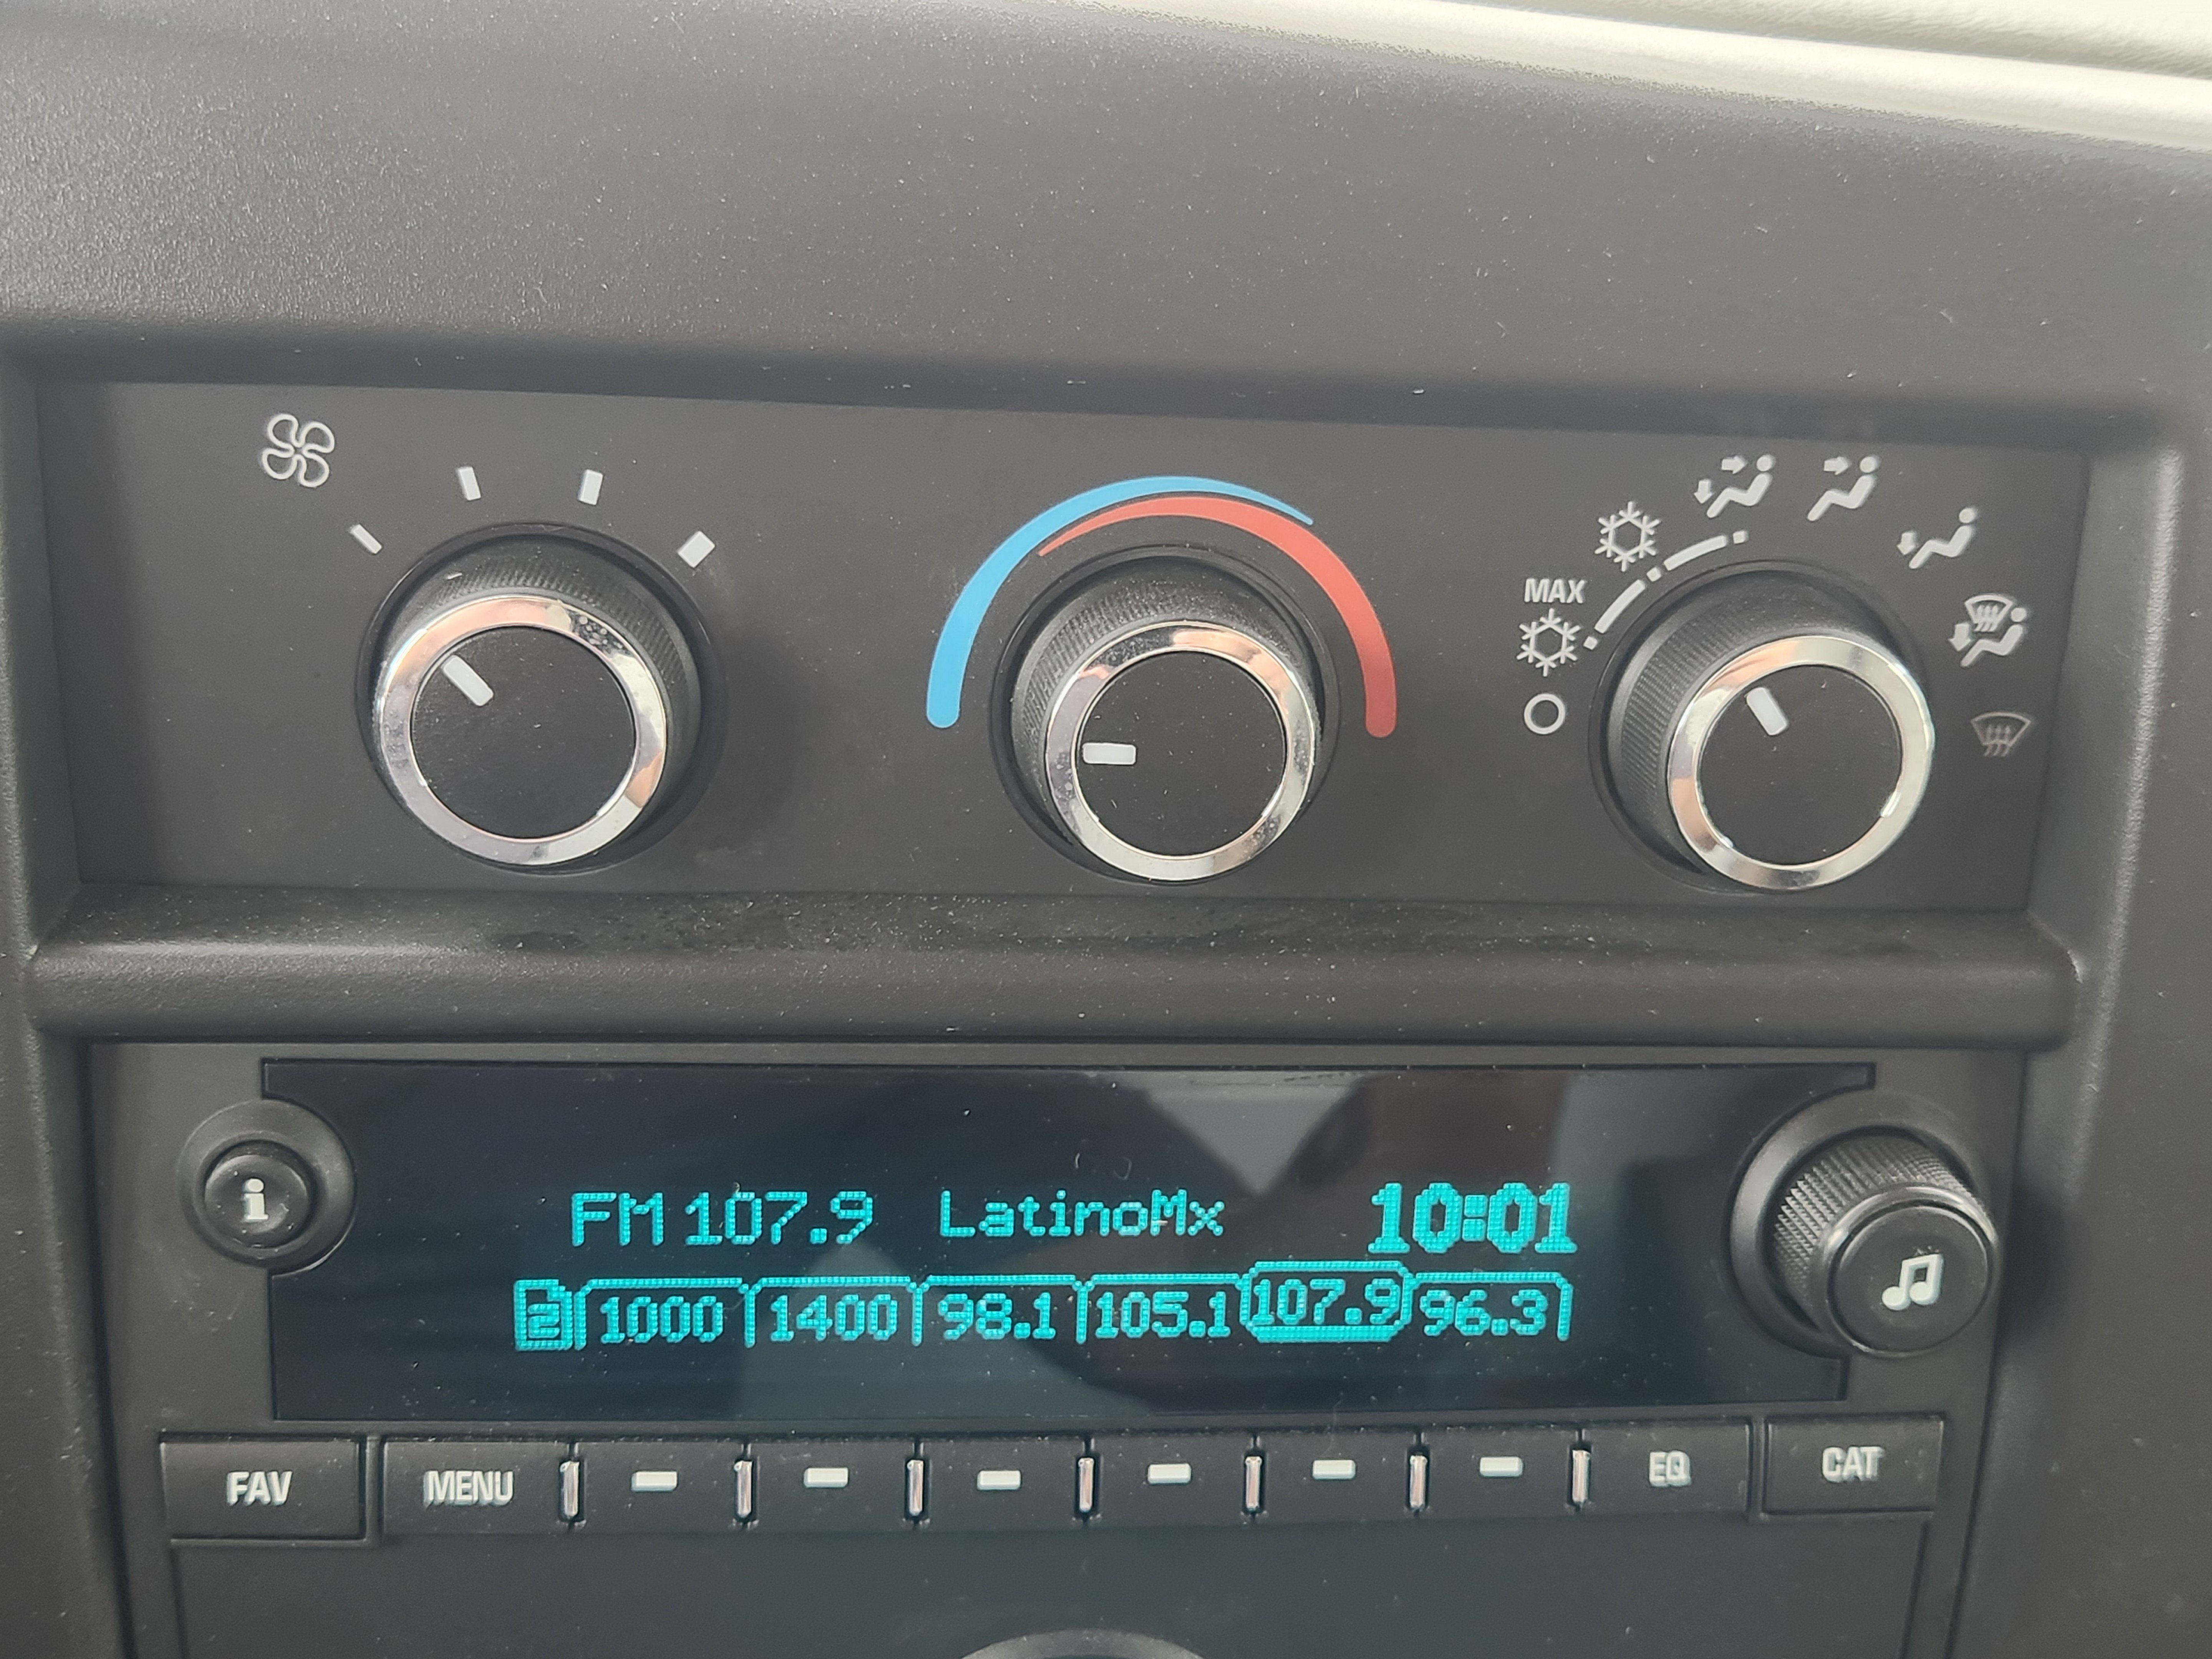 MAX
FM 107.9 LatinoMx 10:01
2 1000 1400 98.1 105.1 107.9 96.3
i
FAV MENU EQ CAT